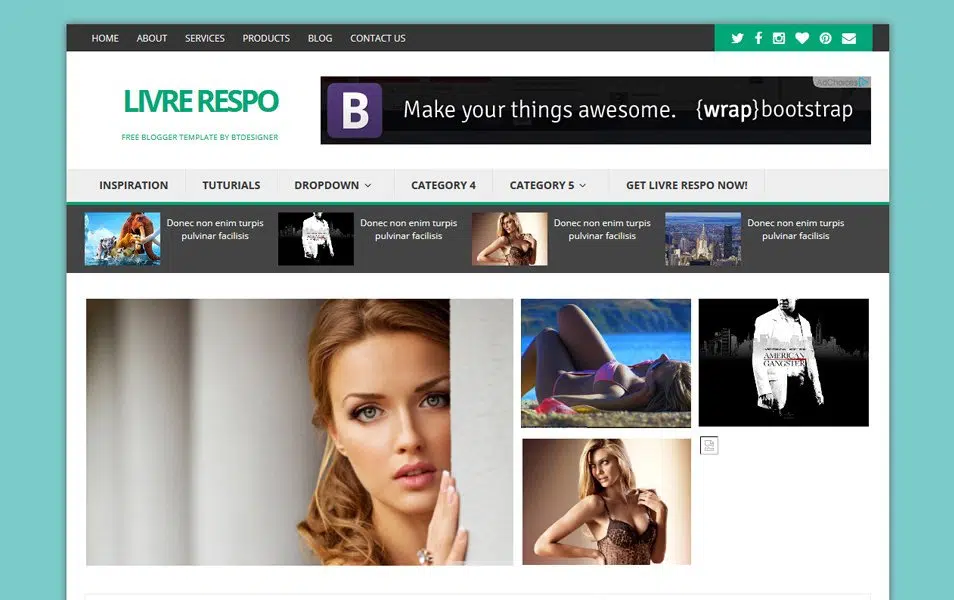 HOME ABOUT SERVICES PRODUCTS BLOG CONTACT US
LIVRE RESPO
FREE BLOGGER TEMPLATE BY BTDESIGNER
AdChoices
B Make your things awesome. {wrap}bootstrap
INSPIRATION TUTURIALS DROPDOWN CATEGORY 4 CATEGORY 5 GET LIVRE RESPO NOW!
Donec non enim turpis
pulvinar facilisis
Donec non enim turpis
pulvinar facilisis
Donec non enim turpis
pulvinar facilisis
Donec non enim turpis
pulvinar facilisis
AMERICAN
GANGSTER